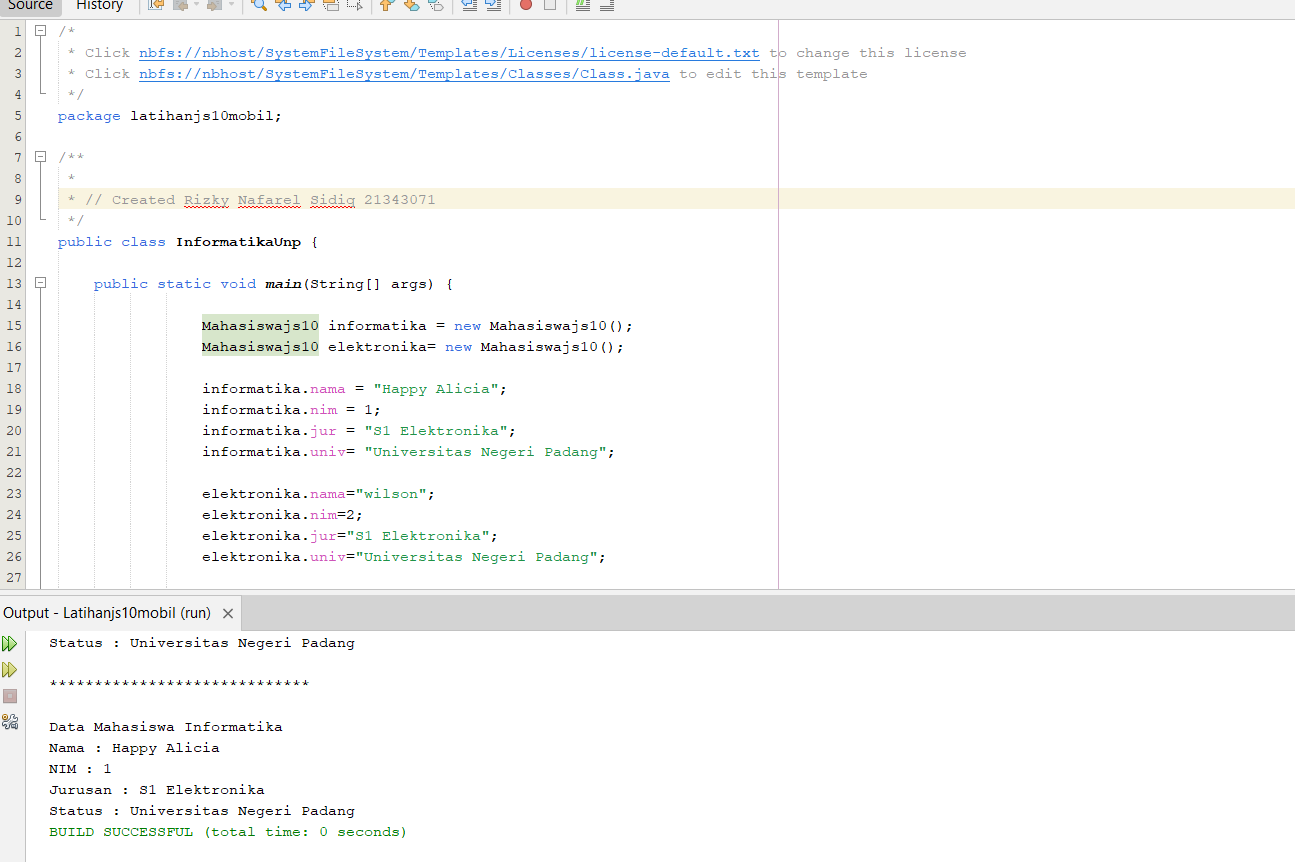 Source History
1 /*
2 * Click nbfs://nbhost/SystemFileSystem/Templates/Licenses/license-default.txt to change this license
3 * Click nbfs://nbhost/SystemFileSystem/Templates/Classes/Class.java to edit this template
4 */
5 package latihanjs10mobil;
6
7 /**
8 *
9 * // Created Rizky Nafarel Sidiq 21343071
10 */
11 public class InformatikaUnp {
12
13 public static void main(String[] args) {
14
15 Mahasiswajs10 informatika = new Mahasiswajs10();
16 Mahasiswajs10 elektronika= new Mahasiswajs10();
17
18 informatika.nama = "Happy Alicia";
19 informatika.nim = 1;
20 informatika.jur = "S1 Elektronika";
21 informatika.univ= "Universitas Negeri Padang";
22
23 elektronika.nama="wilson";
24 elektronika.nim=2;
25 elektronika.jur="S1 Elektronika";
26 elektronika.univ="Universitas Negeri Padang";
27
Output - Latihanjs10mobil (run)
Status : Universitas Negeri Padang
*****************************
Data Mahasiswa Informatika
Nama : Happy Alicia
NIM : 1
Jurusan : S1 Elektronika
Status : Universitas Negeri Padang
BUILD SUCCESSFUL (total time: 0 seconds)